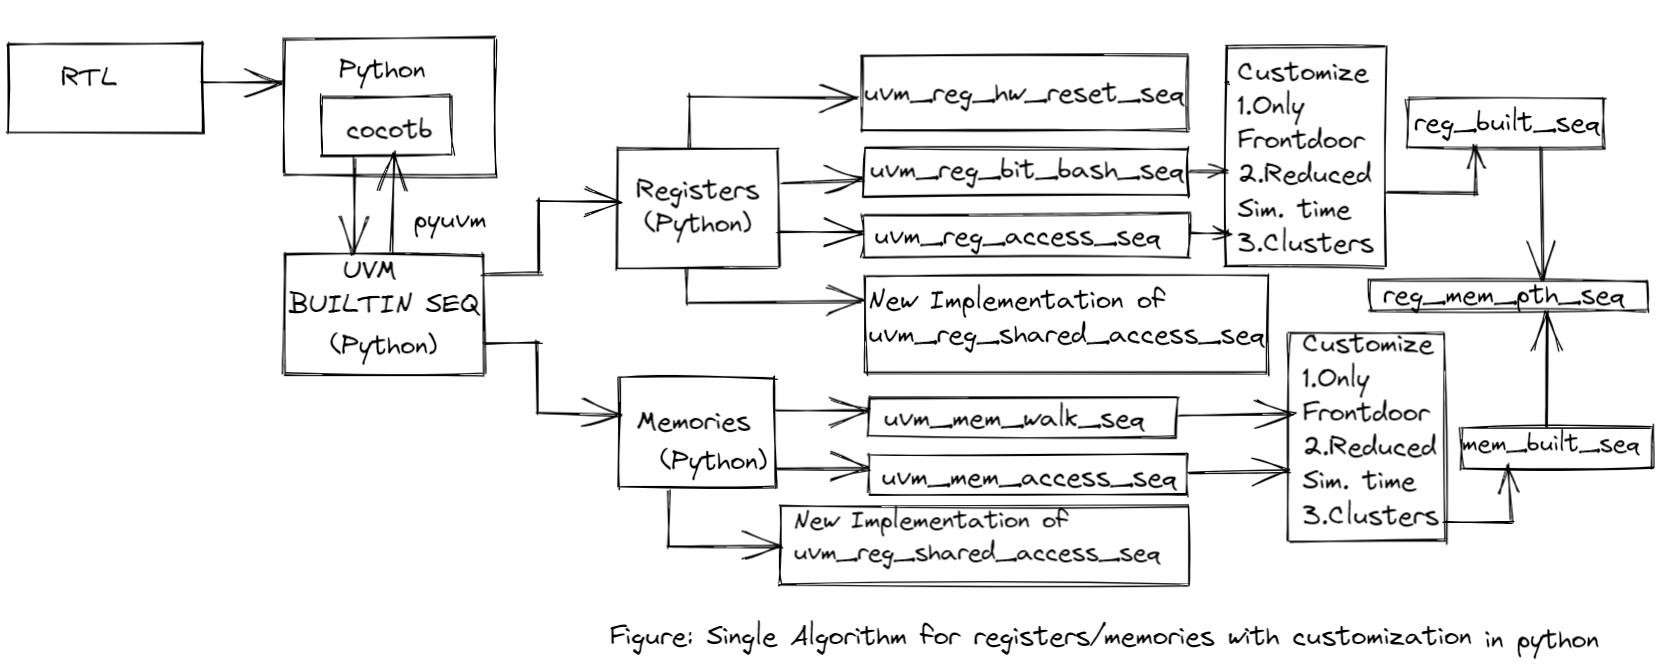 RTL
Python
cocotb
pyuvm
UVM
BUILTIN SEQ
(Python)
Registers
(Python)
uvm_reg_hw_reset_seq
uvm_reg_bit_bash_seq
uvm_reg_access_seq
New Implementation of
uvm_reg_shared_access_seq
Customize
1.Only
Frontdoor
2.Reduced
Sim. time
3.Clusters
reg_built_seq
reg_mem_pth_seq
Memories
(Python)
uvm_mem_walk_seq
uvm_mem_access_seq
New Implementation of
uvm_reg_shared_access_seq
Customize
1.Only
Frontdoor
2.Reduced
Sim. time
3.Clusters
mem_built_seq
Figure: Single Algorithm for registers/memories with customization in python